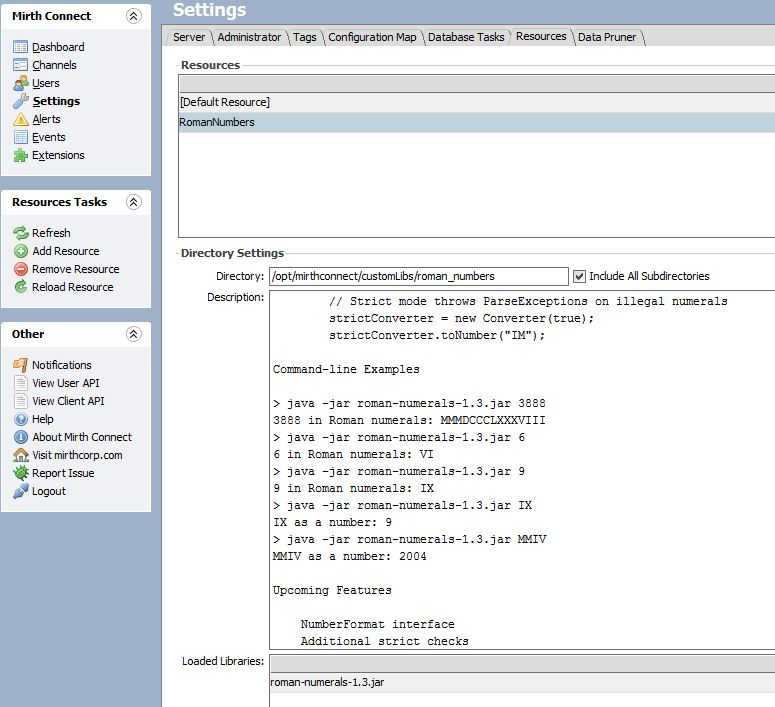 Mirth Connect
Dashboard
Channels
Users
Settings
Alerts
Events
Extensions
Resources Tasks
Refresh
Add Resource
Remove Resource
Reload Resource
Other
Notifications
View User API
View Client API
Help
About Mirth Connect
Visit mirthcorp.com
Report Issue
Logout
Settings
Server Administrator Tags Configuration Map Database Tasks Resources Data Pruner
Resources
[Default Resource]
RomanNumbers
Directory Settings
Directory: /opt/mirthconnect/customLibs/roman_numbers Include All Subdirectories
Description:
// Strict mode throws ParseExceptions on illegal numerals
strictConverter = new Converter(true);
strictConverter.toNumber("IM");
Command-line Examples
> java -jar roman-numerals-1.3.jar 3888
3888 in Roman numerals: MMMDCCCLXXXVIII
> java -jar roman-numerals-1.3.jar 6
6 in Roman numerals: VI
> java -jar roman-numerals-1.3.jar 9
9 in Roman numerals: IX
> java -jar roman-numerals-1.3.jar IX
IX as a number: 9
> java -jar roman-numerals-1.3.jar MMIV
MMIV as a number: 2004
Upcoming Features
NumberFormat interface
Additional strict checks
Loaded Libraries:
roman-numerals-1.3.jar